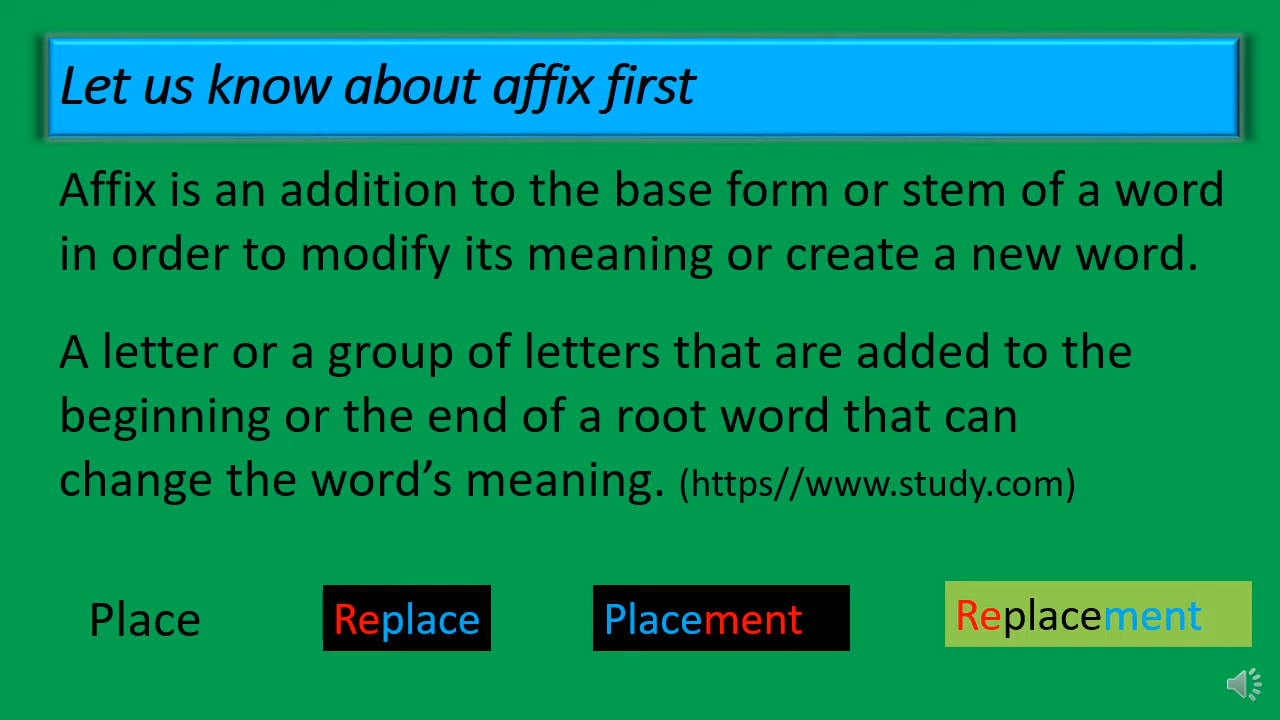 Let us know about affix first
Affix is an addition to the base form or stem of a word
in order to modify its meaning or create a new word.
A letter or a group of letters that are added to the
beginning or the end of a root word that can
change the word’s meaning. (https//www.study.com)
Place Replace Placement Replacement